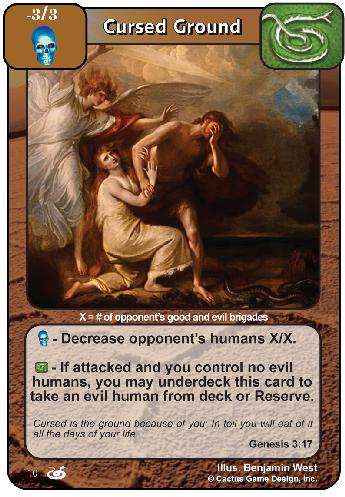 -3/3
Cursed Ground
X = # of opponent's good and evil brigades
- Decrease opponent's humans X/X.
- If attacked and you control no evil
humans, you may underdeck this card to
take an evil human from deck or Reserve.
Cursed is the ground because of you; In toil you will eat of it
all the days of your life.
Genesis 3:17
Illus. Benjamin West
© Cactus Game Design, Inc.